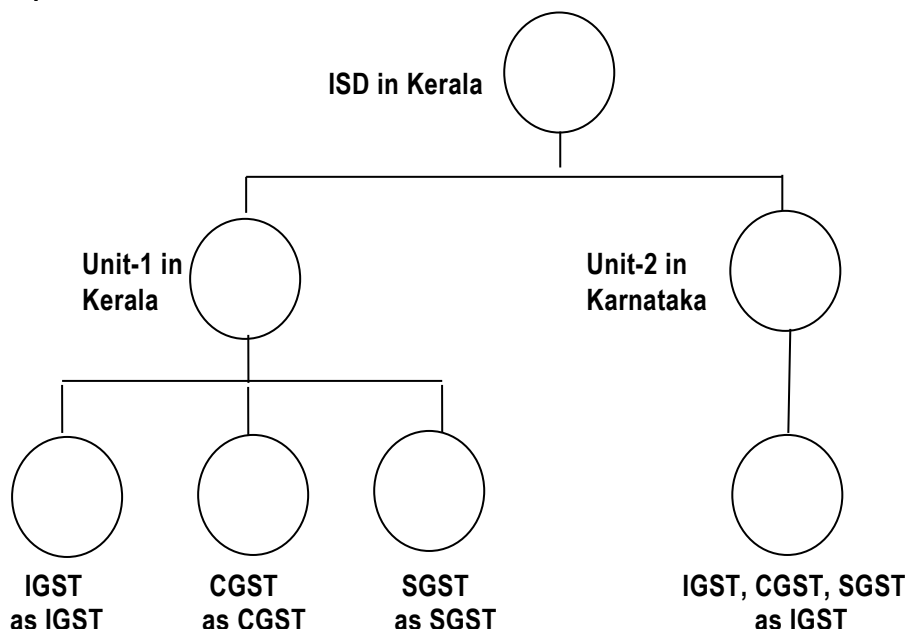 ISD in Kerala
Unit-1 in
Kerala
Unit-2 in
Karnataka
IGST
as IGST
CGST
as CGST
SGST
as SGST
IGST, CGST, SGST
as IGST